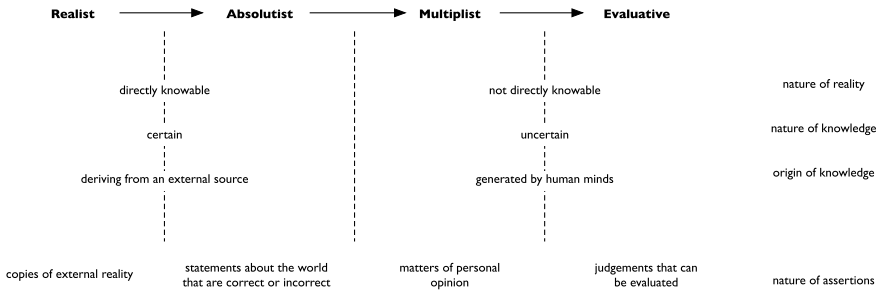 Realist Absolutist Multiplist Evaluative
directly knowable not directly knowable nature of reality
certain uncertain nature of knowledge
deriving from an external source generated by human minds origin of knowledge
copies of external reality
statements about the world
that are correct or incorrect
matters of personal
opinion
judgements that can
be evaluated
nature of assertions